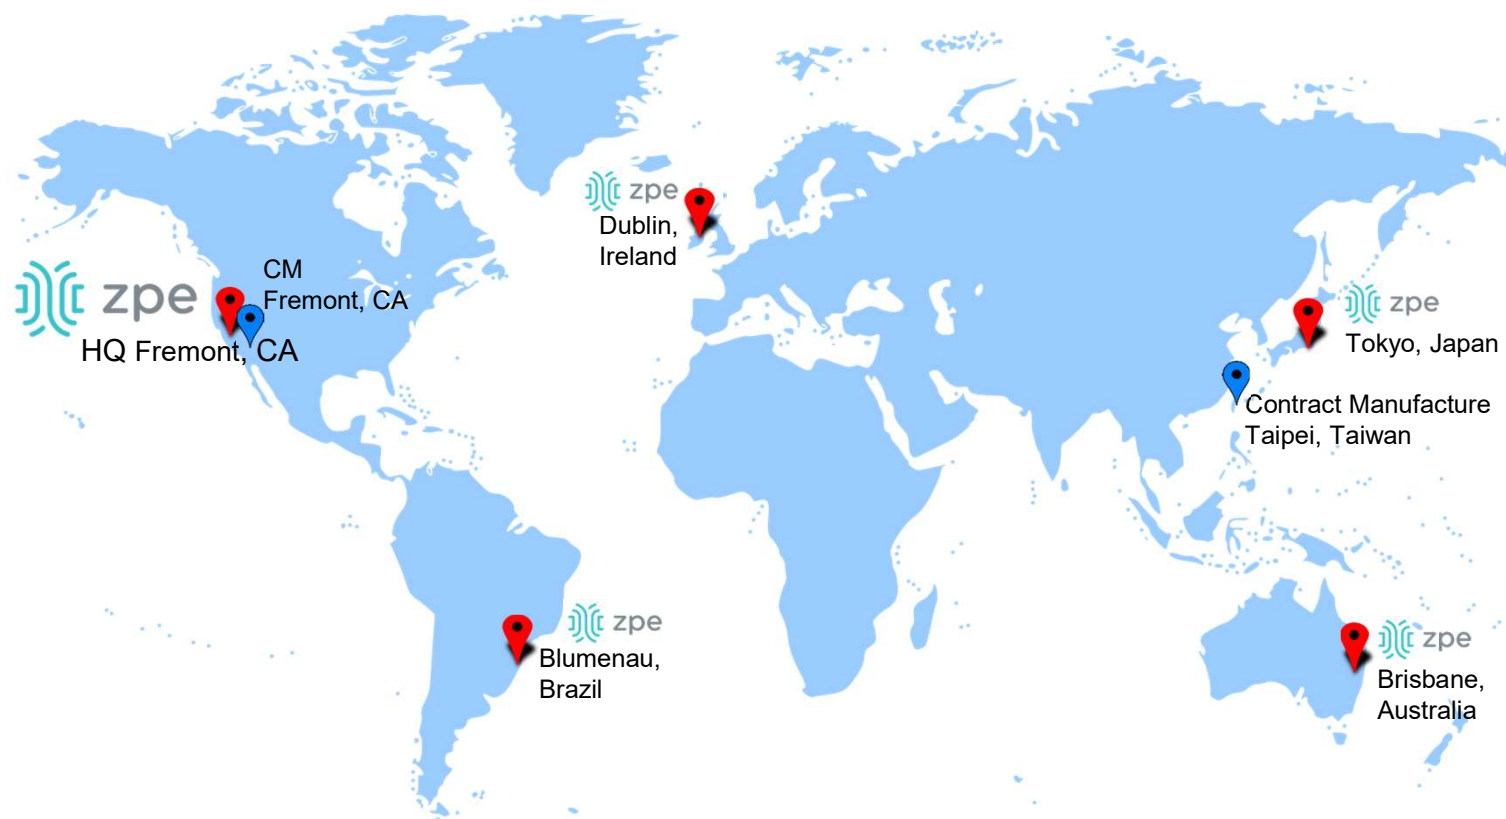 zpe
HQ Fremont, CA
CM
Fremont, CA
zpe
Dublin,
Ireland
zpe
Tokyo, Japan
Contract Manufacture
Taipei, Taiwan
zpe
Blumenau,
Brazil
zpe
Brisbane,
Australia